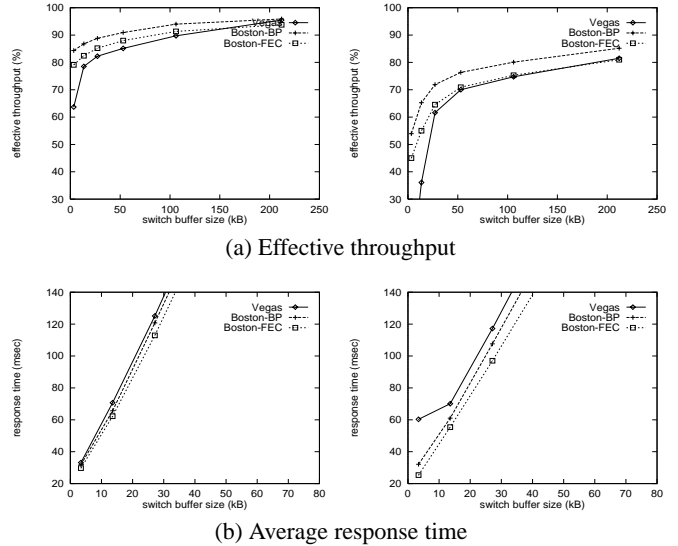 100
90
80
70
60
50
40
30
effective throughput (%)
0 50 100 150 200 250
switch buffer size (kB)
Vegas
Boston-BP
Boston-FEC
100
90
80
70
60
50
40
30
effective throughput (%)
0 50 100 150 200 250
switch buffer size (kB)
Vegas
Boston-BP
Boston-FEC
(a) Effective throughput
140
120
100
80
60
40
20
response time (msec)
0 10 20 30 40 50 60 70 80
switch buffer size (kB)
Vegas
Boston-BP
Boston-FEC
140
120
100
80
60
40
20
response time (msec)
0 10 20 30 40 50 60 70 80
switch buffer size (kB)
Vegas
Boston-BP
Boston-FEC
(b) Average response time